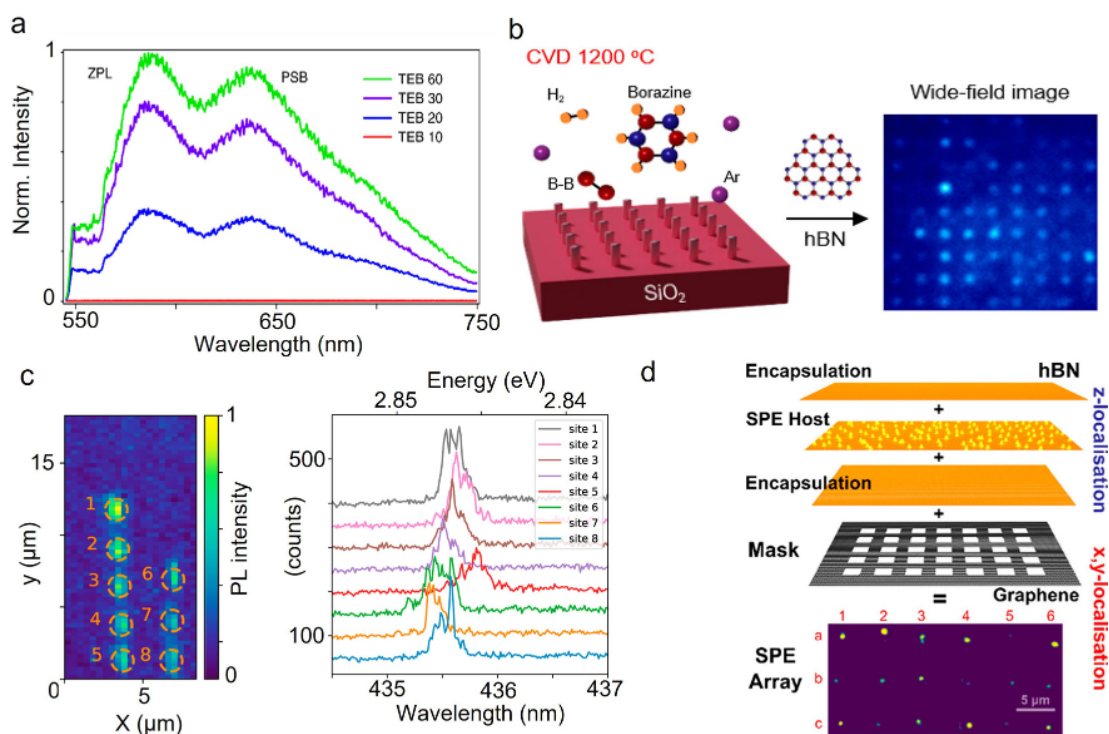 a
ZPL
PSB
TEB 60
TEB 30
TEB 20
TEB 10
1
0
Norm. Intensity
550
650
750
Wavelength (nm)
b
CVD 1200 ºC
H₂
Borazine
B-B
Ar
SiO₂
hBN
Wide-field image
c
15
0
5
y (µm)
X (µm)
1
2
3
4
5
6
7
8
1
0
PL intensity
Energy (eV)
2.85
2.84
500
100
(counts)
site 1
site 2
site 3
site 4
site 5
site 6
site 7
site 8
435
436
437
Wavelength (nm)
d
Encapsulation
hBN
+
SPE Host
+
Encapsulation
+
Mask
Graphene
=
z-localisation
x,y-localisation
1 2 3 4 5 6
a
b
c
SPE
Array
5 µm